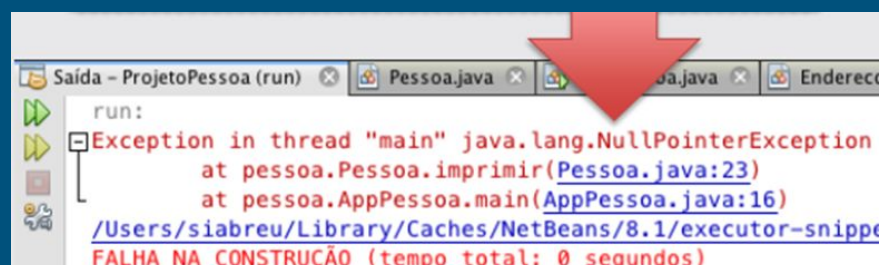 Saída – ProjetoPessoa (run) Pessoa.java a.java Enderec
run:
Exception in thread "main" java.lang.NullPointerException
at pessoa.Pessoa.imprimir(Pessoa.java:23)
at pessoa.AppPessoa.main(AppPessoa.java:16)
/Users/siabreu/Library/Caches/NetBeans/8.1/executor-snippe
FALHA NA CONSTRUÇÃO (tempo total: 0 segundos)